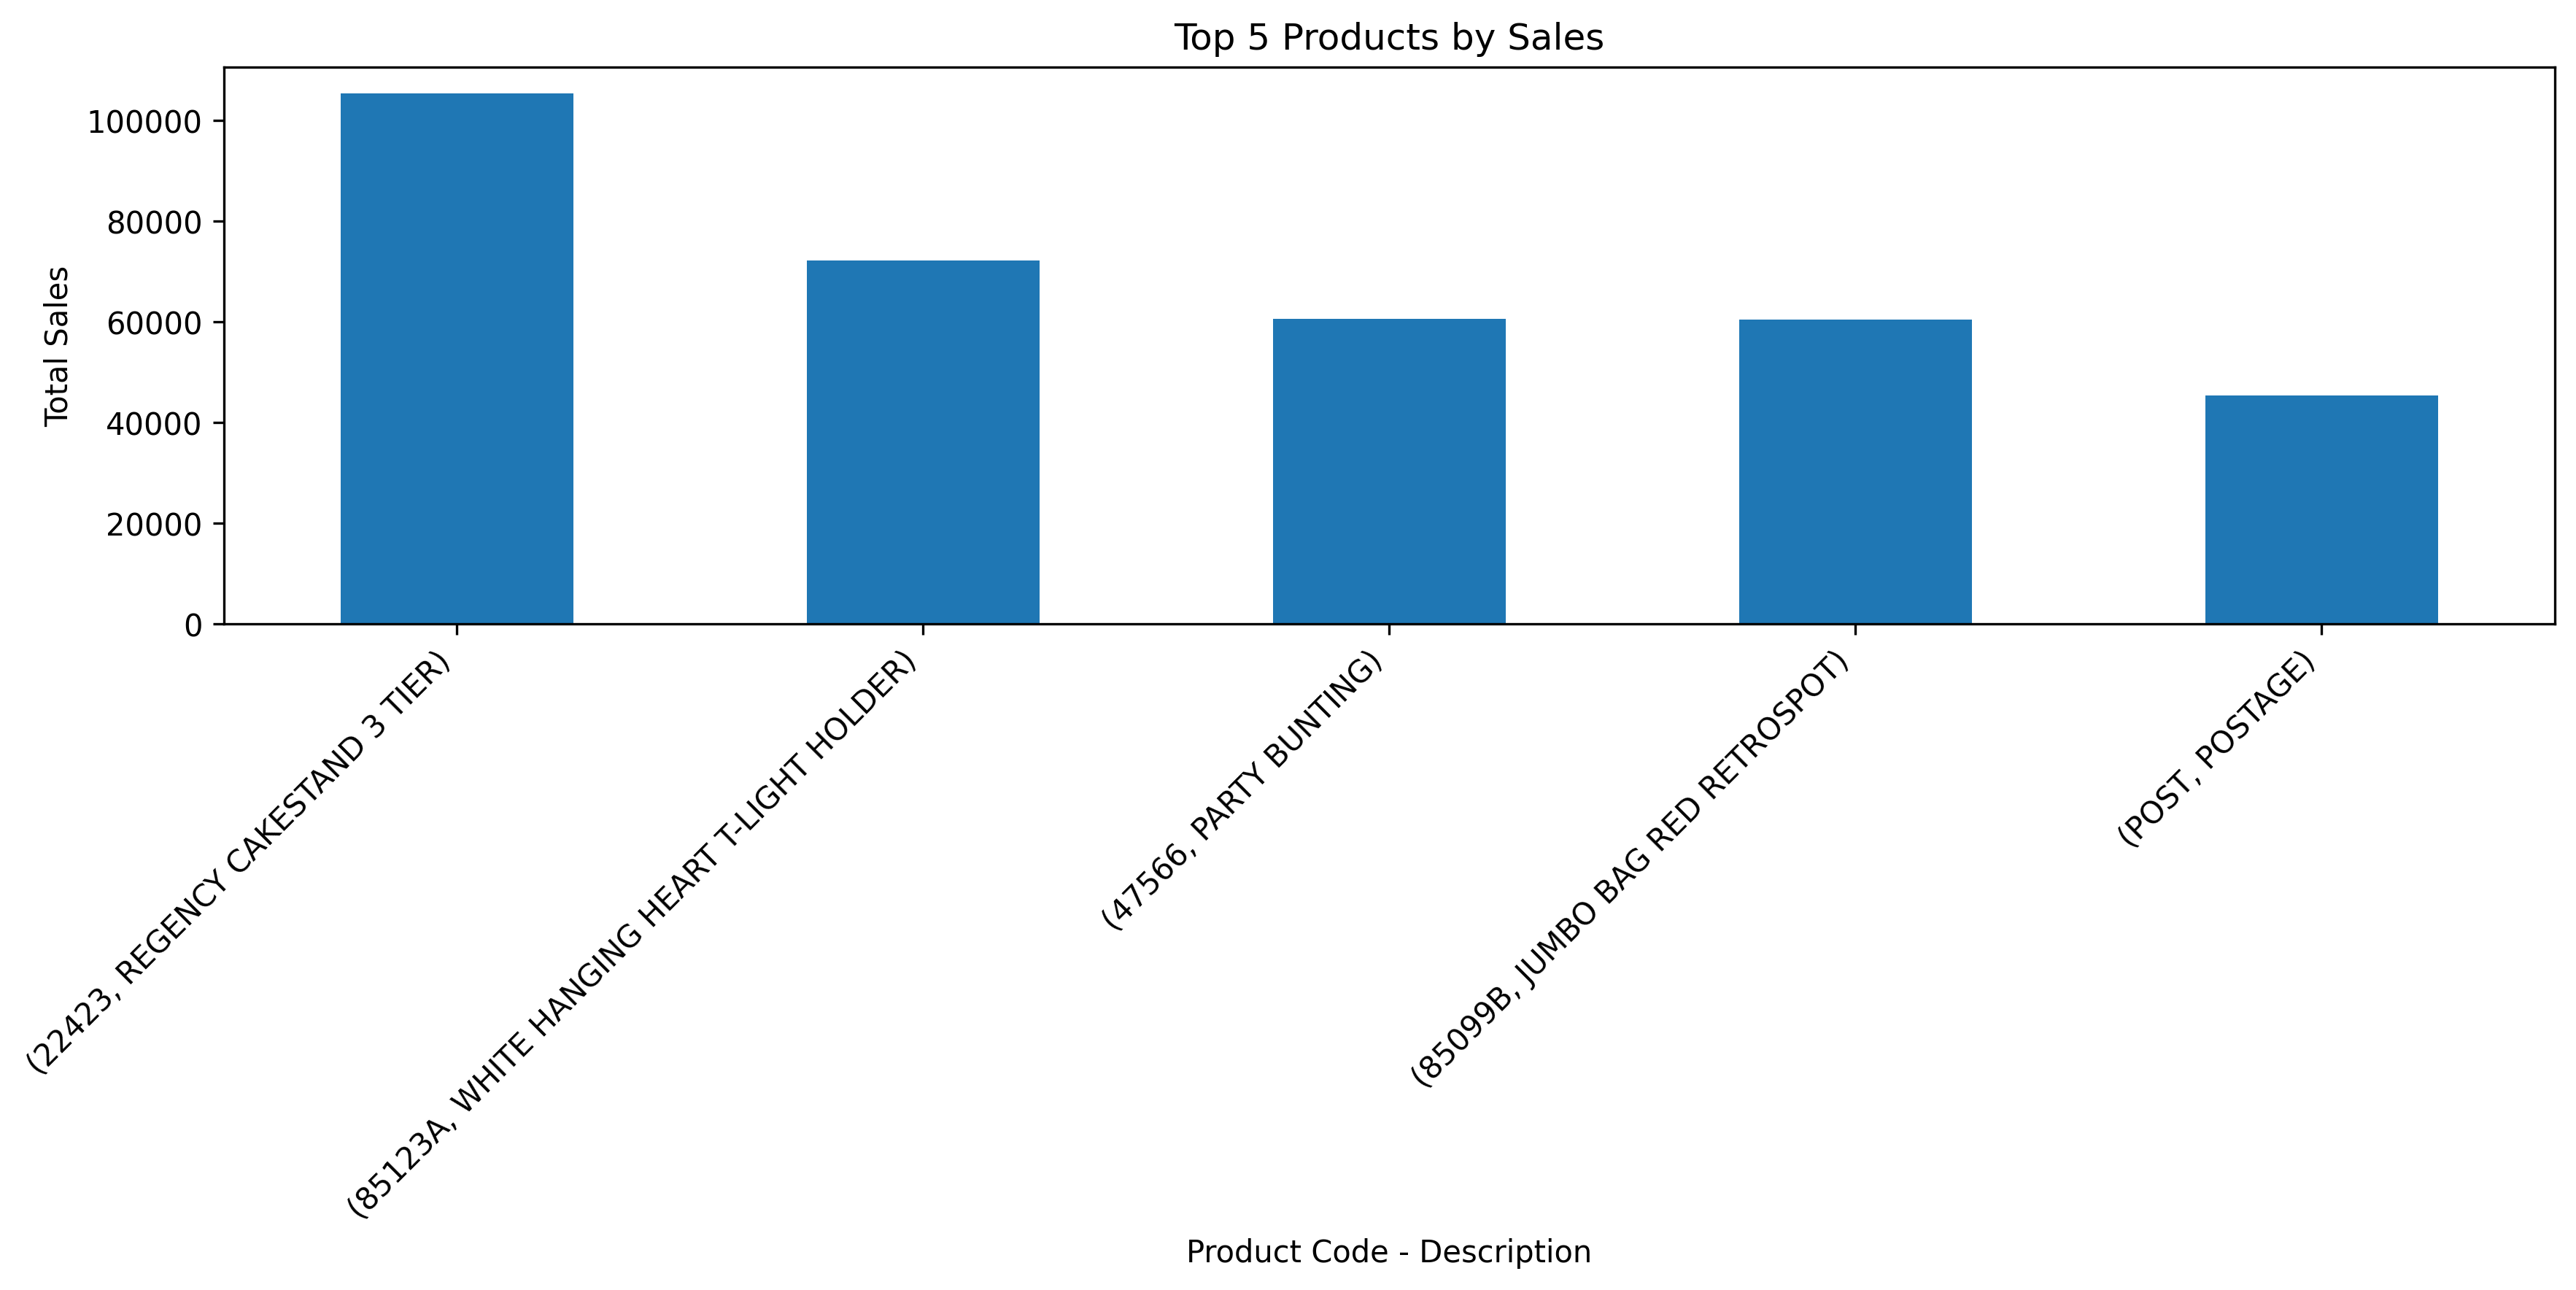 Top 5 Products by Sales
Total Sales
100000
80000
60000
40000
20000
0
(22423, REGENCY CAKESTAND 3 TIER)
(85123A, WHITE HANGING HEART T-LIGHT HOLDER)
(47566, PARTY BUNTING)
(85099B, JUMBO BAG RED RETROSPOT)
(POST, POSTAGE)
Product Code - Description